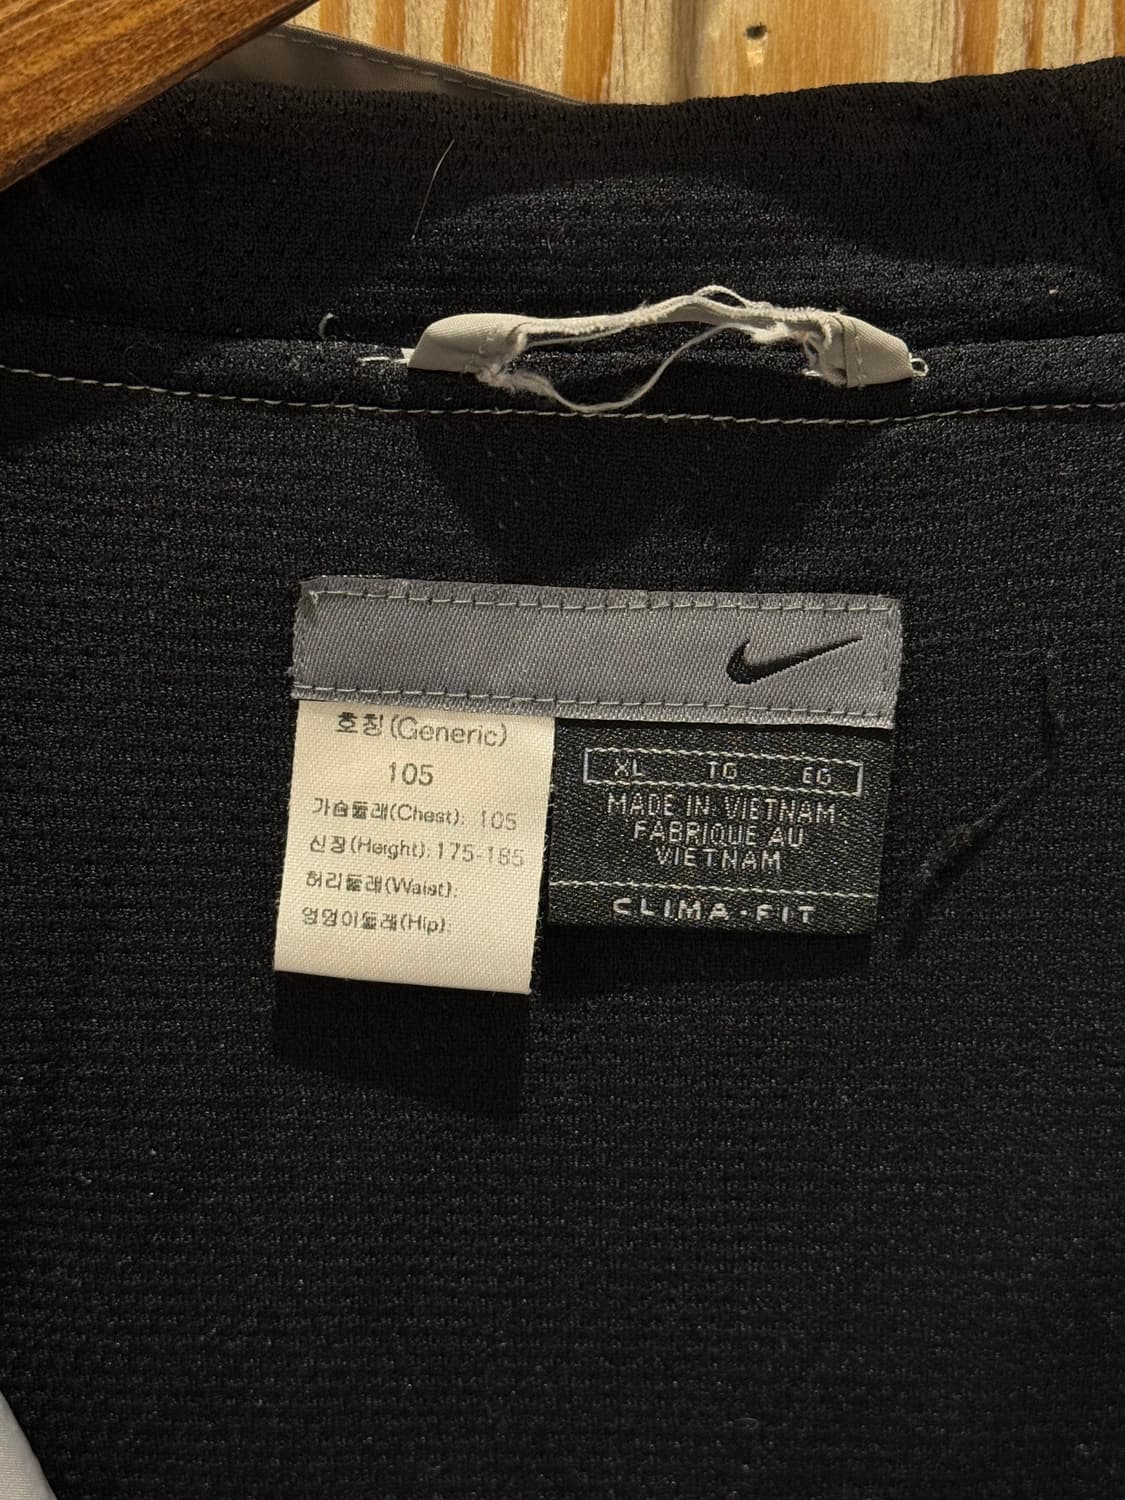 호칭(Generic)
105
가슴둘레(Chest): 105
신장(Height): 175-185
허리둘레(Waist):
엉덩이둘레(Hip):
XL TG EG
MADE IN VIETNAM
FABRIQUE AU
VIETNAM
CLIMA-FIT